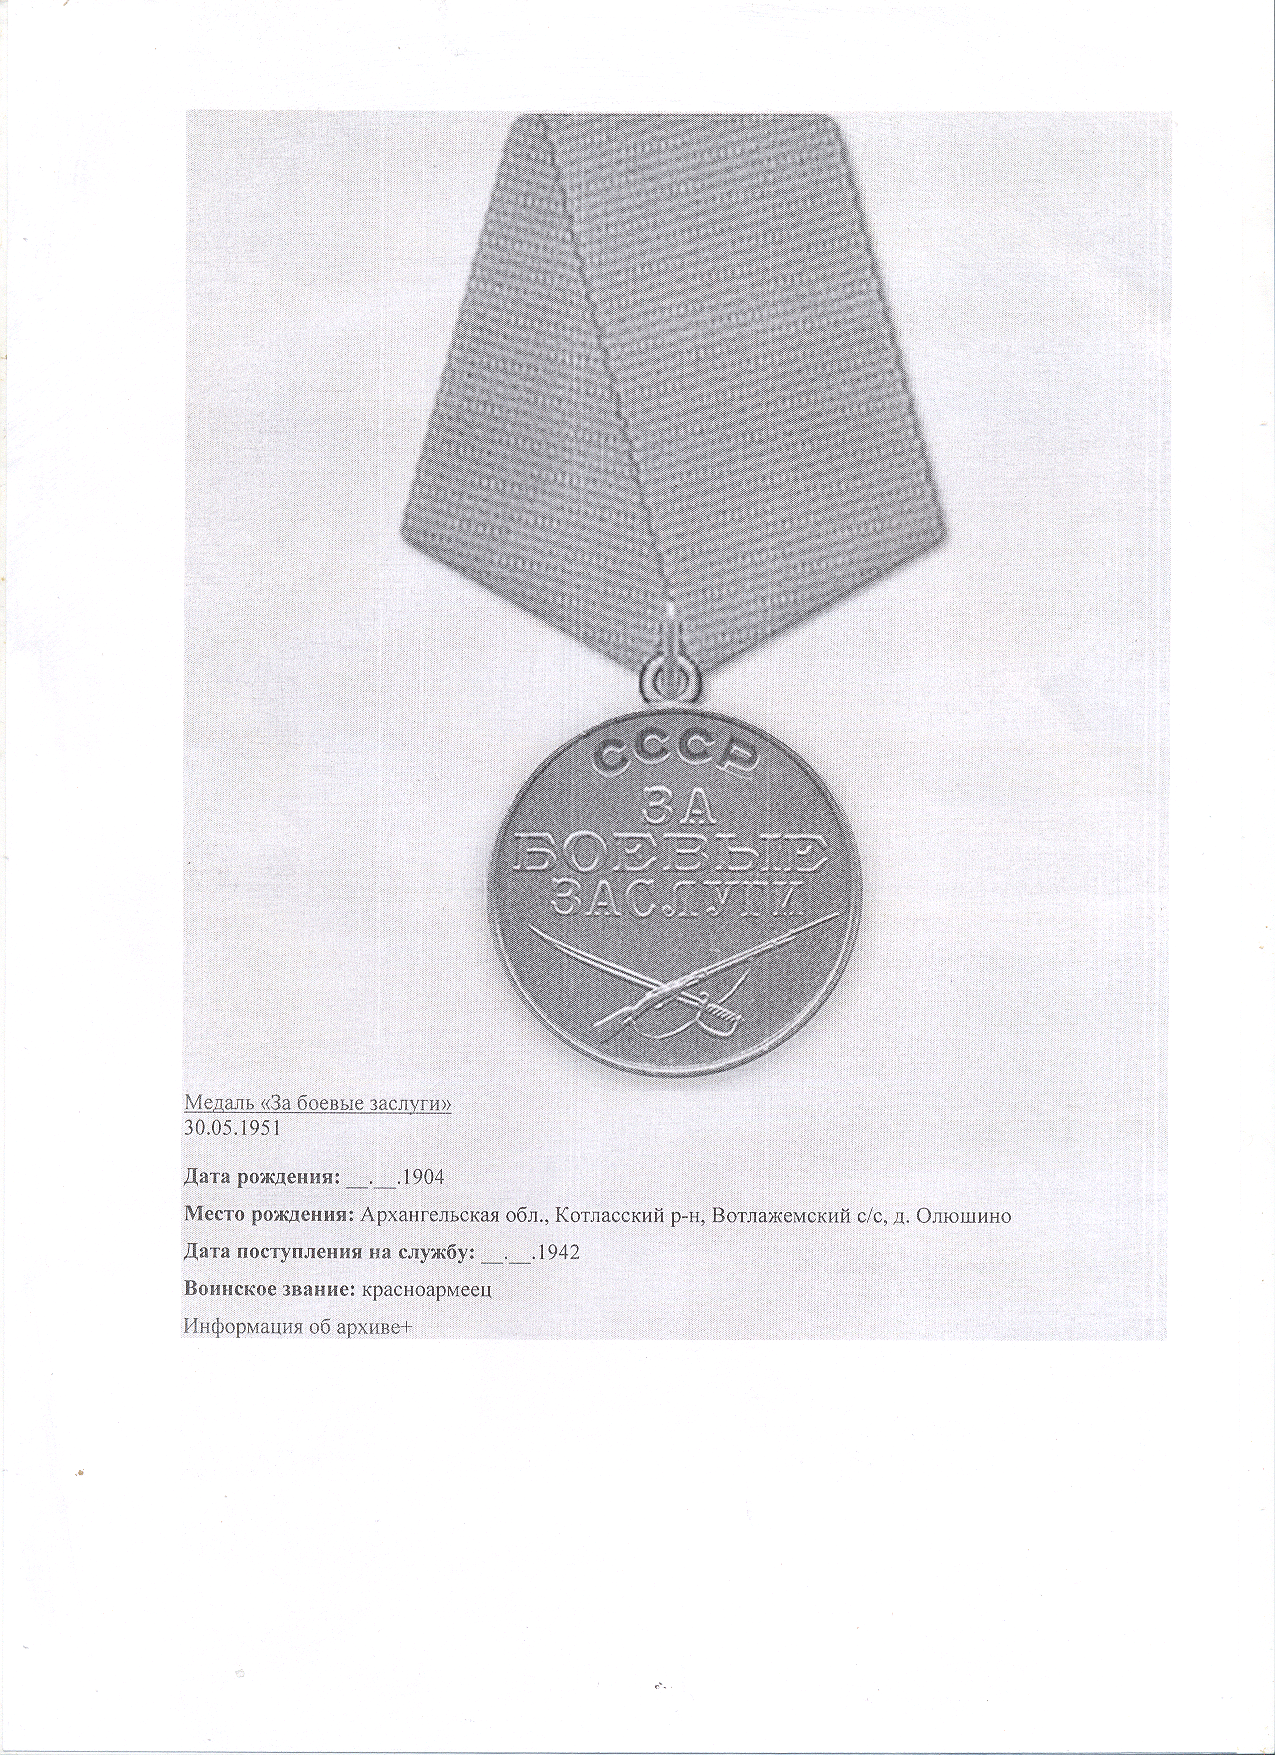 СССР
ЗА
БОЕВЫЕ
ЗАСЛУГИ
Медаль «За боевые заслуги»
30.05.1951
Дата рождения: __.__.1904
Место рождения: Архангельская обл., Котласский р-н, Вотлажемский с/с, д. Олюшино
Дата поступления на службу: __.__.1942
Воинское звание: красноармеец
Информация об архиве+